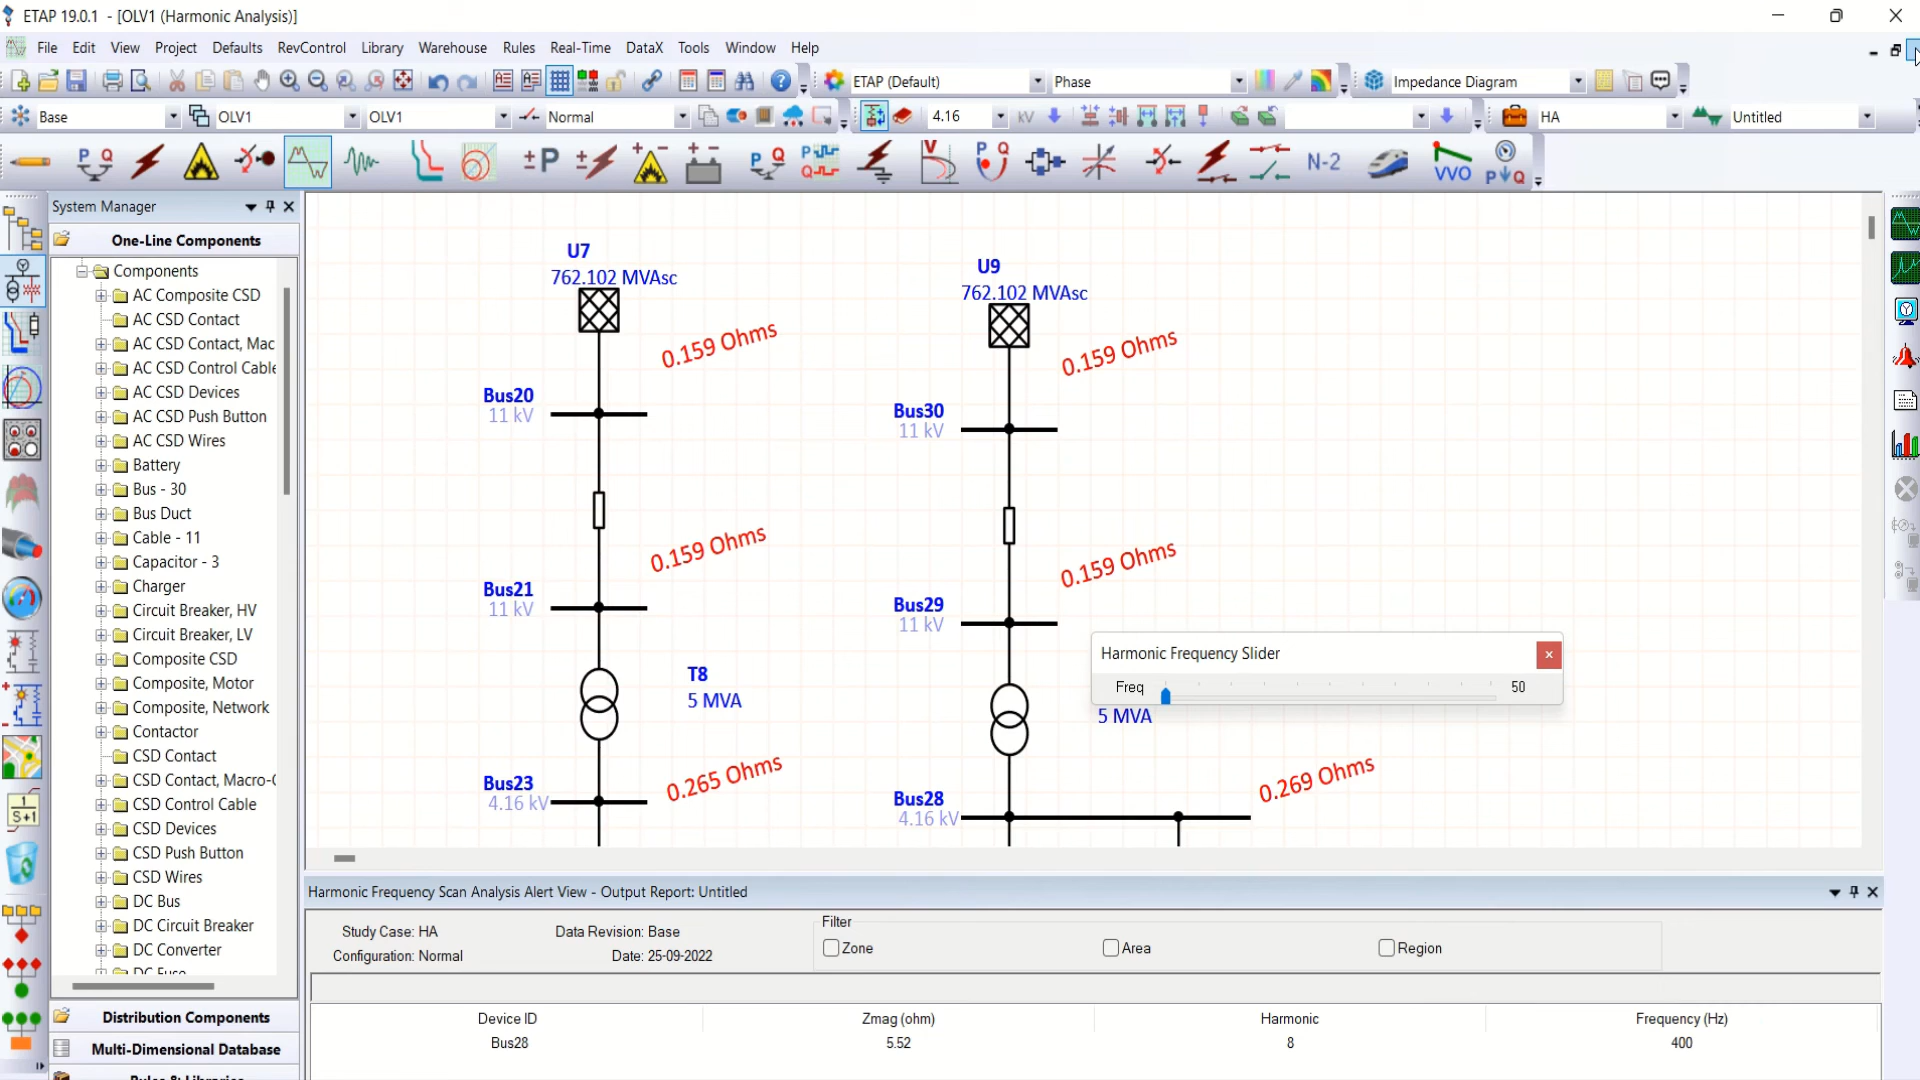 ETAP 19.0.1 - [OLV1 (Harmonic Analysis)]
File Edit View Project Defaults RevControl Library Warehouse Rules Real-Time DataX Tools Window Help
ETAP (Default) Phase Impedance Diagram
Base OLV1 OLV1 Normal 4.16 kV HA Untitled
P Q ±P P Q P Q V P Q N-2 VVO P Q
System Manager
One-Line Components
Components
AC Composite CSD
AC CSD Contact
AC CSD Contact, Mac
AC CSD Control Cable
AC CSD Devices
AC CSD Push Button
AC CSD Wires
Battery
Bus - 30
Bus Duct
Cable - 11
Capacitor - 3
Charger
Circuit Breaker, HV
Circuit Breaker, LV
Composite CSD
Composite, Motor
Composite, Network
Contactor
CSD Contact
CSD Contact, Macro-C
CSD Control Cable
CSD Devices
CSD Push Button
CSD Wires
DC Bus
DC Circuit Breaker
DC Converter
DC Fuse
Distribution Components
Multi-Dimensional Database
Rules & Libraries
1
S+1
U7
762.102 MVAsc
0.159 Ohms
Bus20
11 kV
0.159 Ohms
Bus21
11 kV
T8
5 MVA
Bus23
4.16 kV
0.265 Ohms
U9
762.102 MVAsc
0.159 Ohms
Bus30
11 kV
0.159 Ohms
Bus29
11 kV
Harmonic Frequency Slider
Freq 50
5 MVA
Bus28
4.16 kV
0.269 Ohms
Harmonic Frequency Scan Analysis Alert View - Output Report: Untitled
Study Case: HA Data Revision: Base
Configuration: Normal Date: 25-09-2022
Filter
Zone Area Region
Device ID Zmag (ohm) Harmonic Frequency (Hz)
Bus28 5.52 8 400